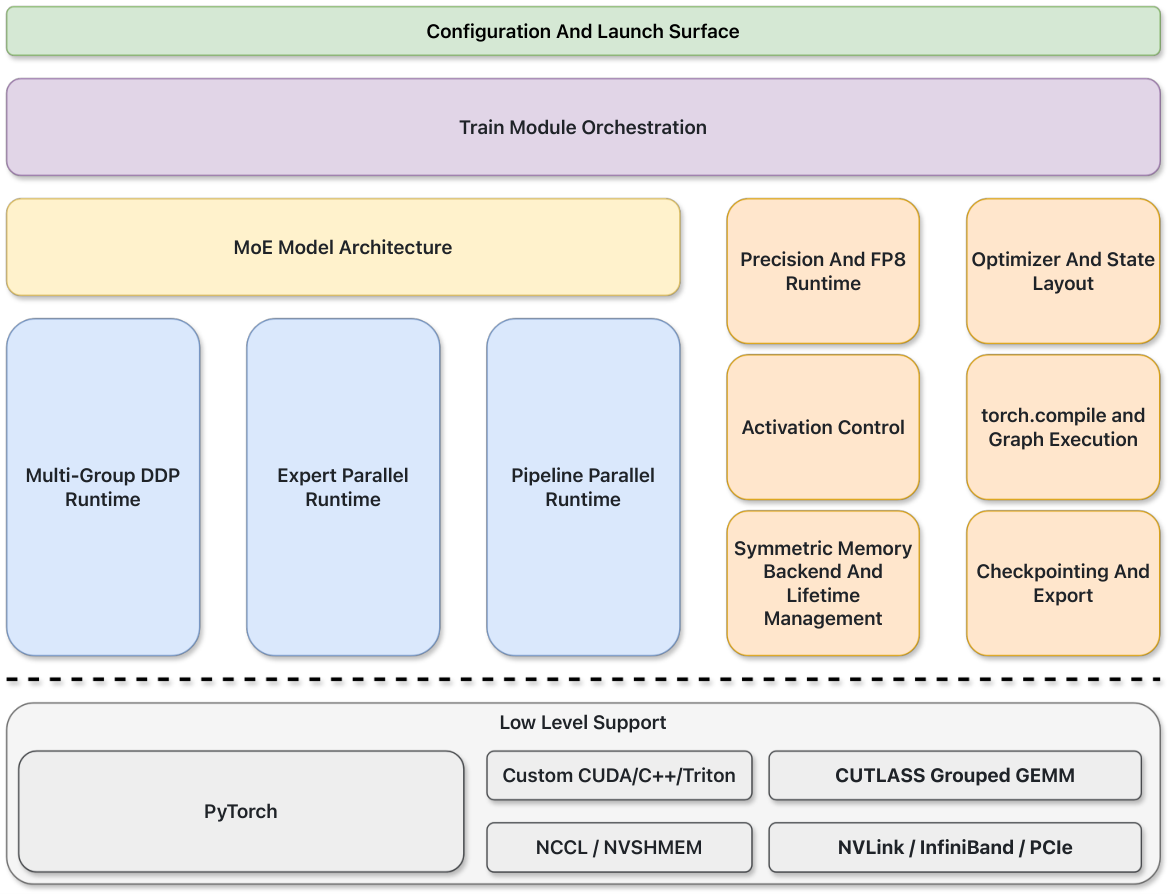 Configuration And Launch Surface
Train Module Orchestration
MoE Model Architecture
Precision And FP8
Runtime
Optimizer And State
Layout
Multi-Group DDP
Runtime
Expert Parallel
Runtime
Pipeline Parallel
Runtime
Activation Control
torch.compile and
Graph Execution
Symmetric Memory
Backend And
Lifetime
Management
Checkpointing And
Export
Low Level Support
PyTorch
Custom CUDA/C++/Triton
CUTLASS Grouped GEMM
NCCL / NVSHMEM
NVLink / InfiniBand / PCIe